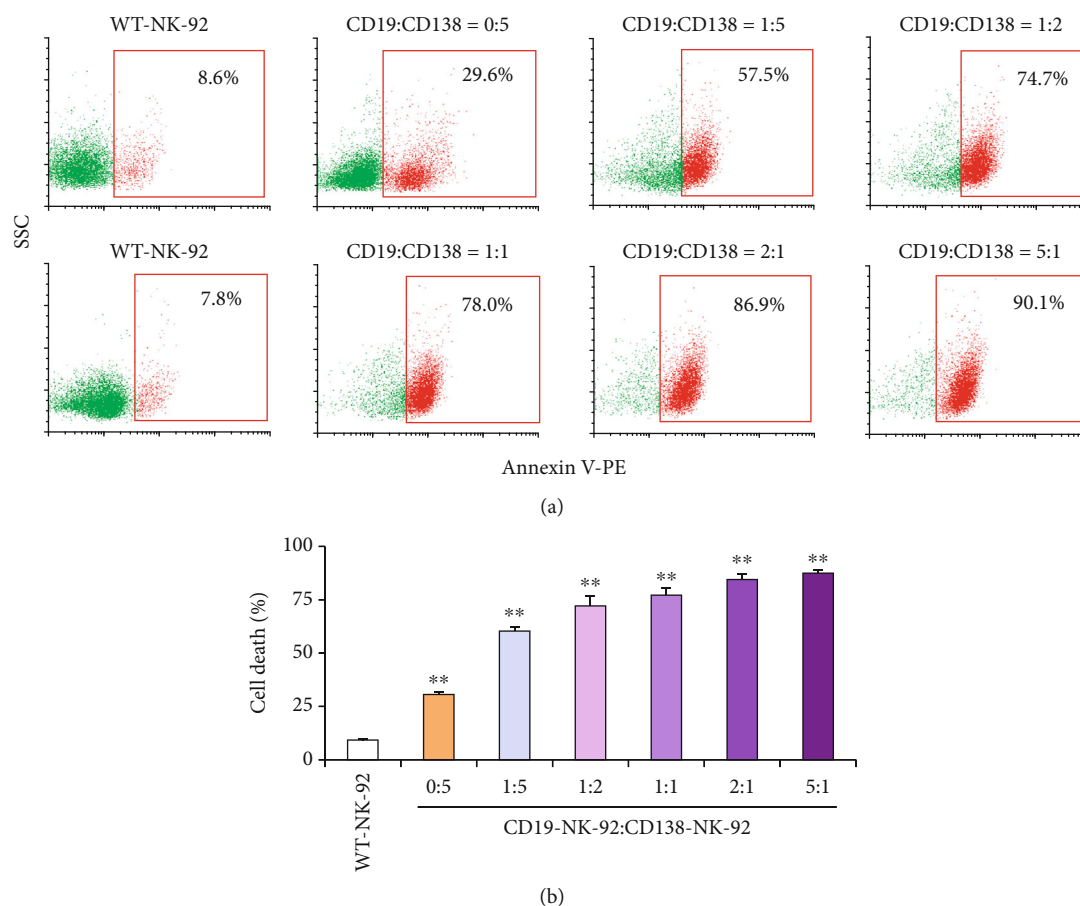 (a)
WT-NK-92
CD19:CD138 = 0:5
CD19:CD138 = 1:5
CD19:CD138 = 1:2
8.6%
29.6%
57.5%
74.7%
SSC
WT-NK-92
CD19:CD138 = 1:1
CD19:CD138 = 2:1
CD19:CD138 = 5:1
7.8%
78.0%
86.9%
90.1%
Annexin V-PE
(a)
100
75
50
25
0
Cell death (%)
**
**
**
**
**
**
WT-NK-92
0:5
1:5
1:2
1:1
2:1
5:1
CD19-NK-92:CD138-NK-92
(b)